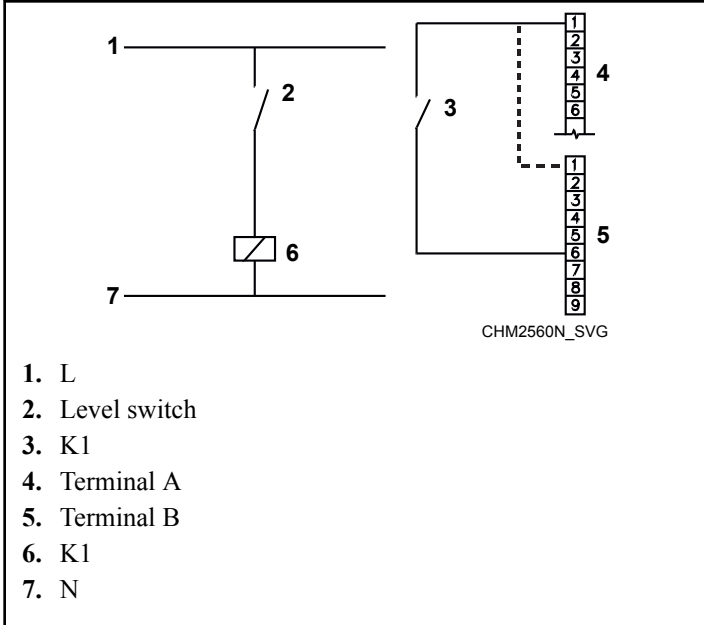 1
2
3
4
5
6
7
1
2
3
4
5
6
1
2
3
4
5
6
7
8
9
CHM2560N_SVG
1. L
2. Level switch
3. K1
4. Terminal A
5. Terminal B
6. K1
7. N